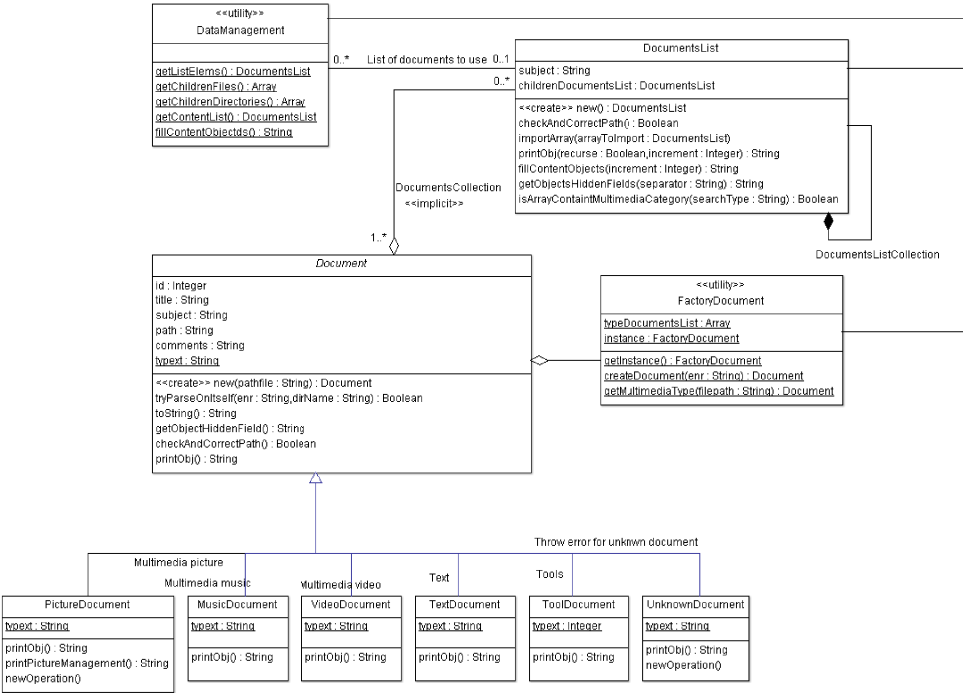 <<utility>>
DataManagement
getListElems() : DocumentsList
getChildrenFiles() : Array
getChildrenDirectories() : Array
getContentList() : DocumentsList
fillContentObjectds() : String
0..*
List of documents to use
0..1
0..*
DocumentsList
subject : String
childrenDocumentsList : DocumentsList
<<create>> new() : DocumentsList
checkAndCorrectPath() : Boolean
importArray(arrayToImport : DocumentsList)
printObj(recurse : Boolean,increment : Integer) : String
fillContentObjects(increment : Integer) : String
getObjectsHiddenFields(separator : String) : String
isArrayContaintMultimediaCategory(searchType : String) : Boolean
DocumentsCollection
<<implicit>>
1..*
DocumentsListCollection
Document
id : Integer
title : String
subject : String
path : String
comments : String
typext : String
<<create>> new(pathfile : String) : Document
tryParseOnItself(enr : String,dirName : String) : Boolean
toString() : String
getObjectHiddenField() : String
checkAndCorrectPath() : Boolean
printObj() : String
<<utility>>
FactoryDocument
typeDocumentsList : Array
instance : FactoryDocument
getInstance() : FactoryDocument
createDocument(enr : String) : Document
getMultimediaType(filepath : String) : Document
Throw error for unknwn document
Multimedia picture
Multimedia music
Multimedia video
Text
Tools
PictureDocument
typext : String
printObj() : String
printPictureManagement() : String
newOperation()
MusicDocument
typext : String
printObj() : String
VideoDocument
typext : String
printObj() : String
TextDocument
typext : String
printObj() : String
ToolDocument
typext : Integer
printObj() : String
UnknownDocument
typext : String
printObj() : String
newOperation()